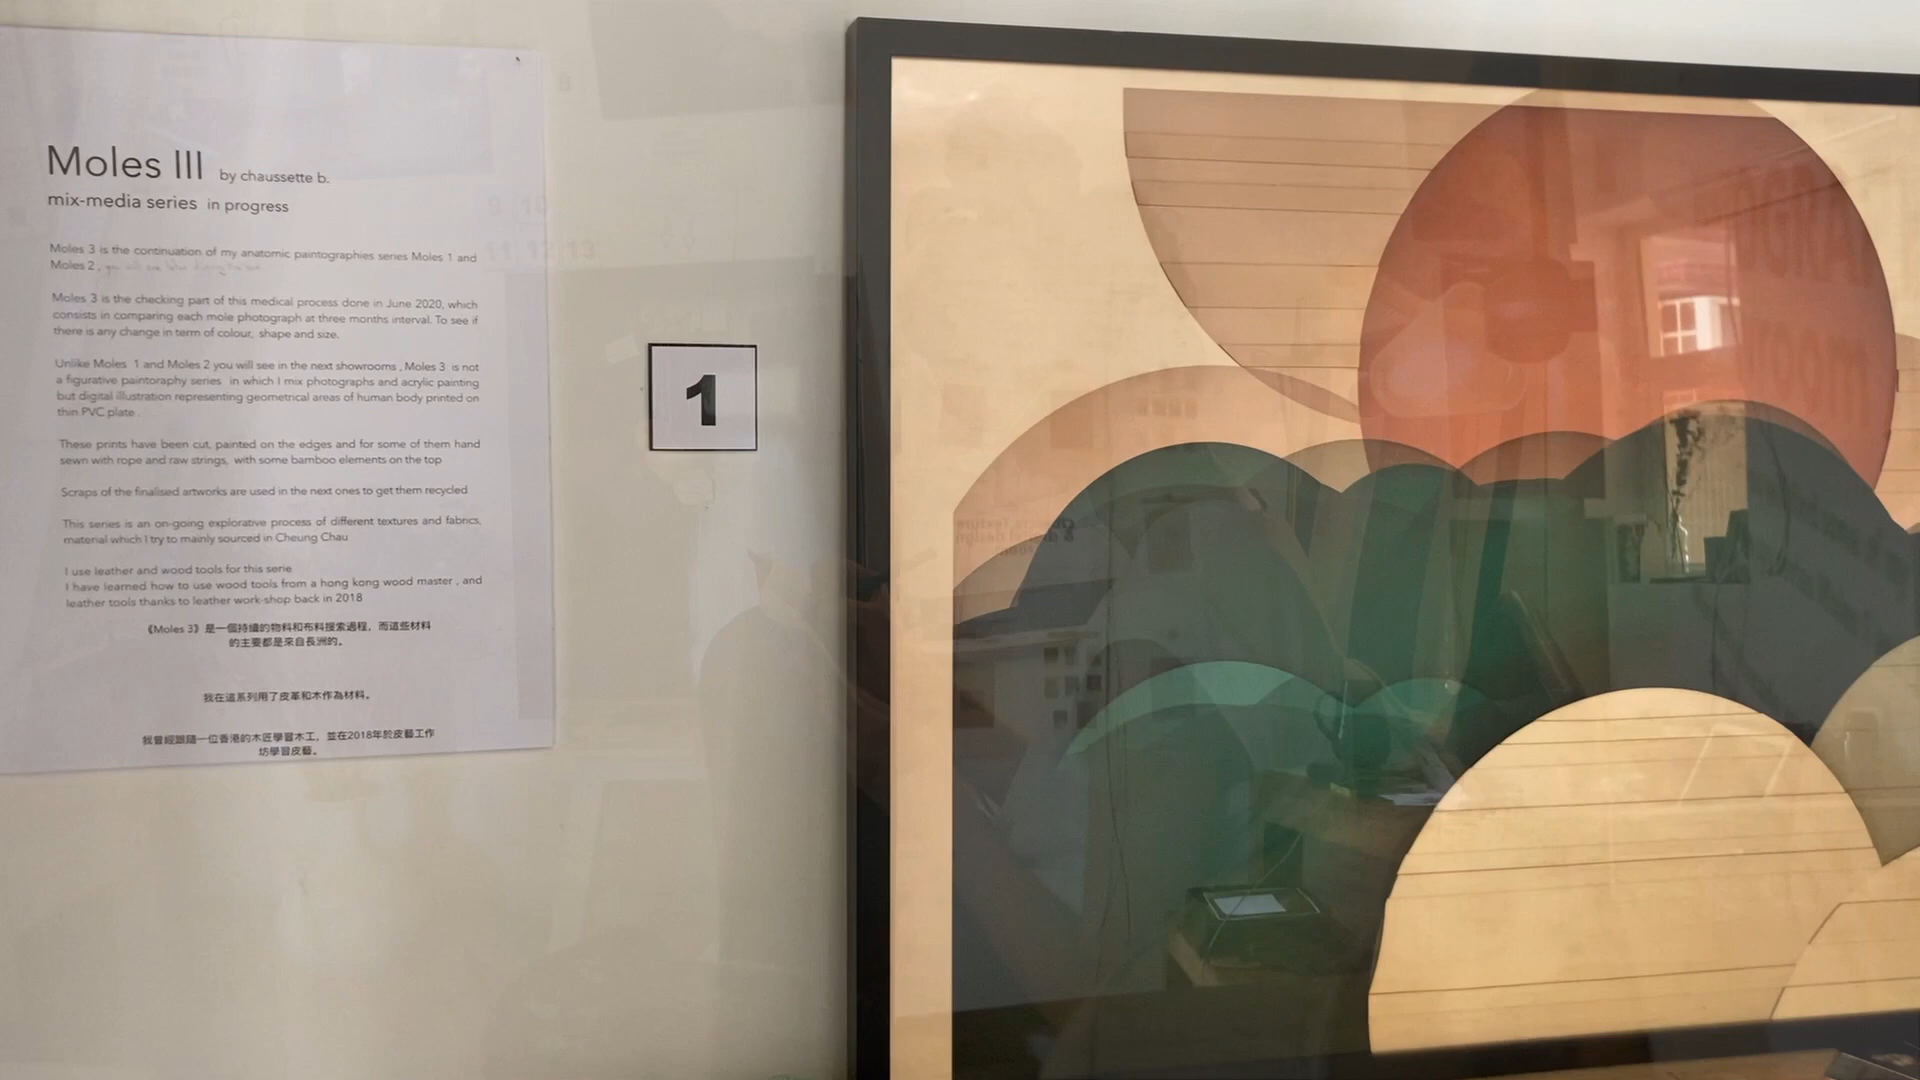 Moles III by chaussette b.
mix-media series in progress
Moles 3 is the continuation of my anatomic paintographies series Moles 1 and
Moles 2,
Moles 3 is the checking part of this medical process done in June 2020, which
consists in comparing each mole photograph at three months interval. To see if
there is any change in term of colour, shape and size.
Unlike Moles 1 and Moles 2 you will see in the next showrooms , Moles 3 is not
a figurative paintoraphy series in which I mix photographs and acrylic painting
but digital illustration representing geometrical areas of human body printed on
thin PVC plate .
These prints have been cut, painted on the edges and for some of them hand
sewn with rope and raw strings, with some bamboo elements on the top
Scraps of the finalised artworks are used in the next ones to get them recycled
This series is an on-going explorative process of different textures and fabrics,
material which I try to mainly sourced in Cheung Chau
I use leather and wood tools for this serie
I have learned how to use wood tools from a hong kong wood master , and
leather tools thanks to leather work-shop back in 2018
《Moles 3》是一個持續的物料和布料搜索過程，而這些材料
的主要都是來自長洲的。
我在這系列用了皮革和木作為材料。
我曾經跟隨一位香港的木匠學習木工，並在2018年於皮藝工作
坊學習皮藝。
1